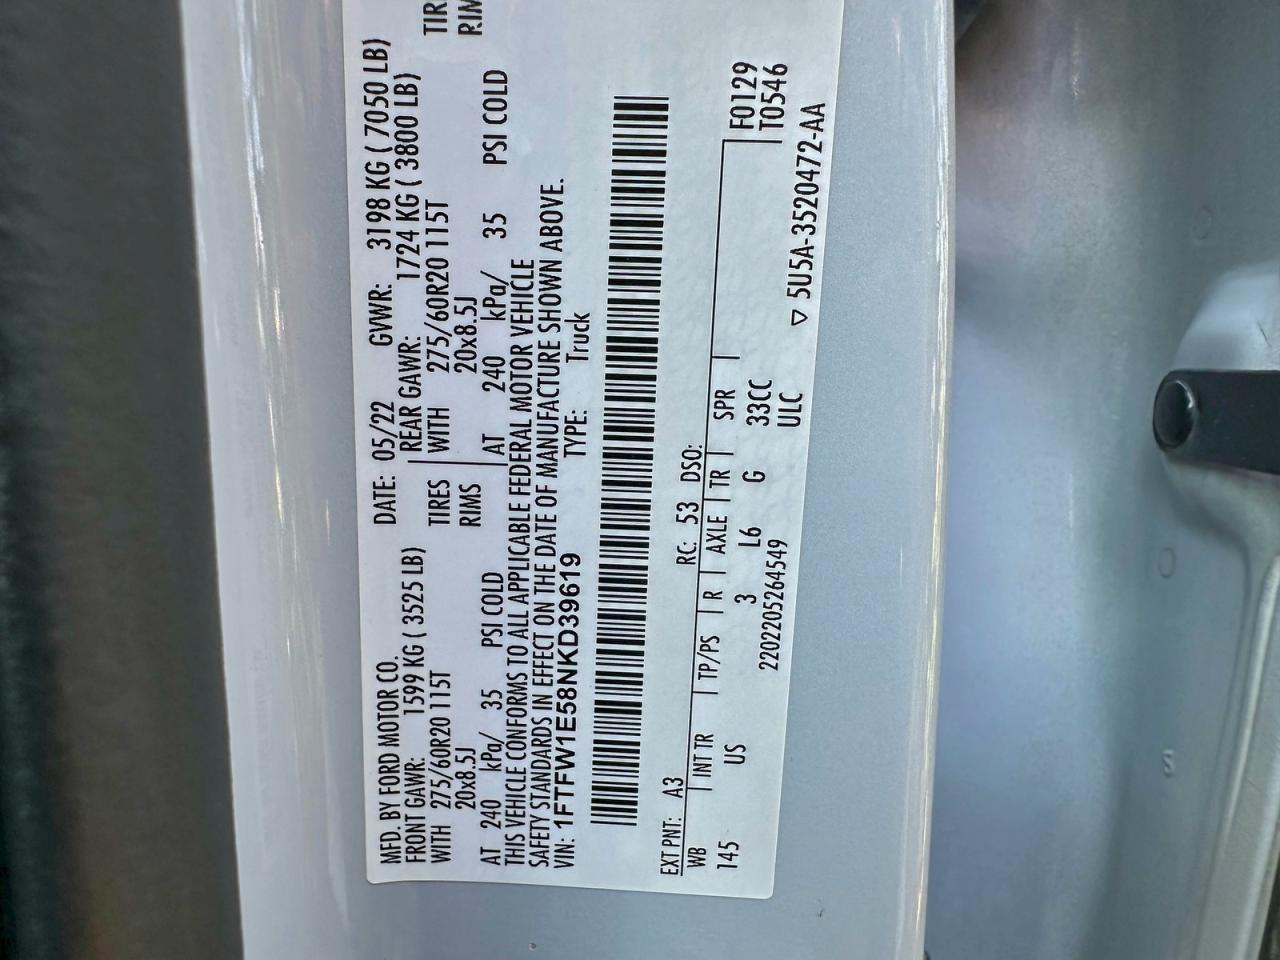 MFD. BY FORD MOTOR CO. DATE: 05/22 GVWR: 3198 KG ( 7050 LB)
FRONT GAWR: 1599 KG ( 3525 LB) REAR GAWR: 1724 KG ( 3800 LB)
WITH 275/60R20 115T TIRES WITH 275/60R20 115T TIR
20x8.5J RIMS 20x8.5J RIM
AT 240 kPa/ 35 PSI COLD AT 240 kPa/ 35 PSI COLD
THIS VEHICLE CONFORMS TO ALL APPLICABLE FEDERAL MOTOR VEHICLE
SAFETY STANDARDS IN EFFECT ON THE DATE OF MANUFACTURE SHOWN ABOVE.
VIN: 1FTFW1E58NKD39619 TYPE: Truck
EXT PNT: A3 RC: 53 DSO:
WB INT TR TP/PS R AXLE TR SPR F0129
145 US 3 L6 G 33CC T0546
2202205264549 ULC
▽ 5U5A-3520472-AA